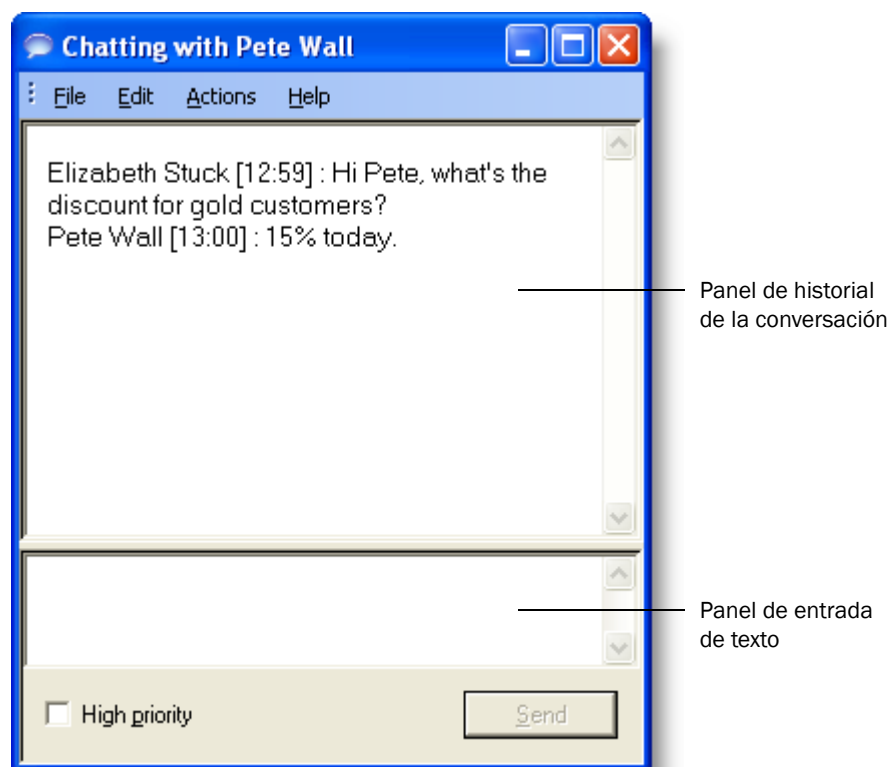 Chatting with Pete Wall
File Edit Actions Help
Elizabeth Stuck [12:59] : Hi Pete, what's the
discount for gold customers?
Pete Wall [13:00] : 15% today.
Panel de historial
de la conversación
Panel de entrada
de texto
High priority
Send